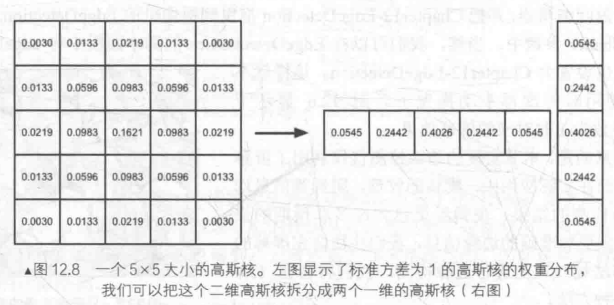 0.0030 0.0133 0.0219 0.0133 0.0030
0.0133 0.0596 0.0983 0.0596 0.0133
0.0219 0.0983 0.1621 0.0983 0.0219
0.0133 0.0596 0.0983 0.0596 0.0133
0.0030 0.0133 0.0219 0.0133 0.0030
0.0545 0.2442 0.4026 0.2442 0.0545
0.0545
0.2442
0.4026
0.2442
0.0545
▲图 12.8 一个 5×5 大小的高斯核。左图显示了标准方差为 1 的高斯核的权重分布，
我们可以把这个二维高斯核拆分成两个一维的高斯核（右图）